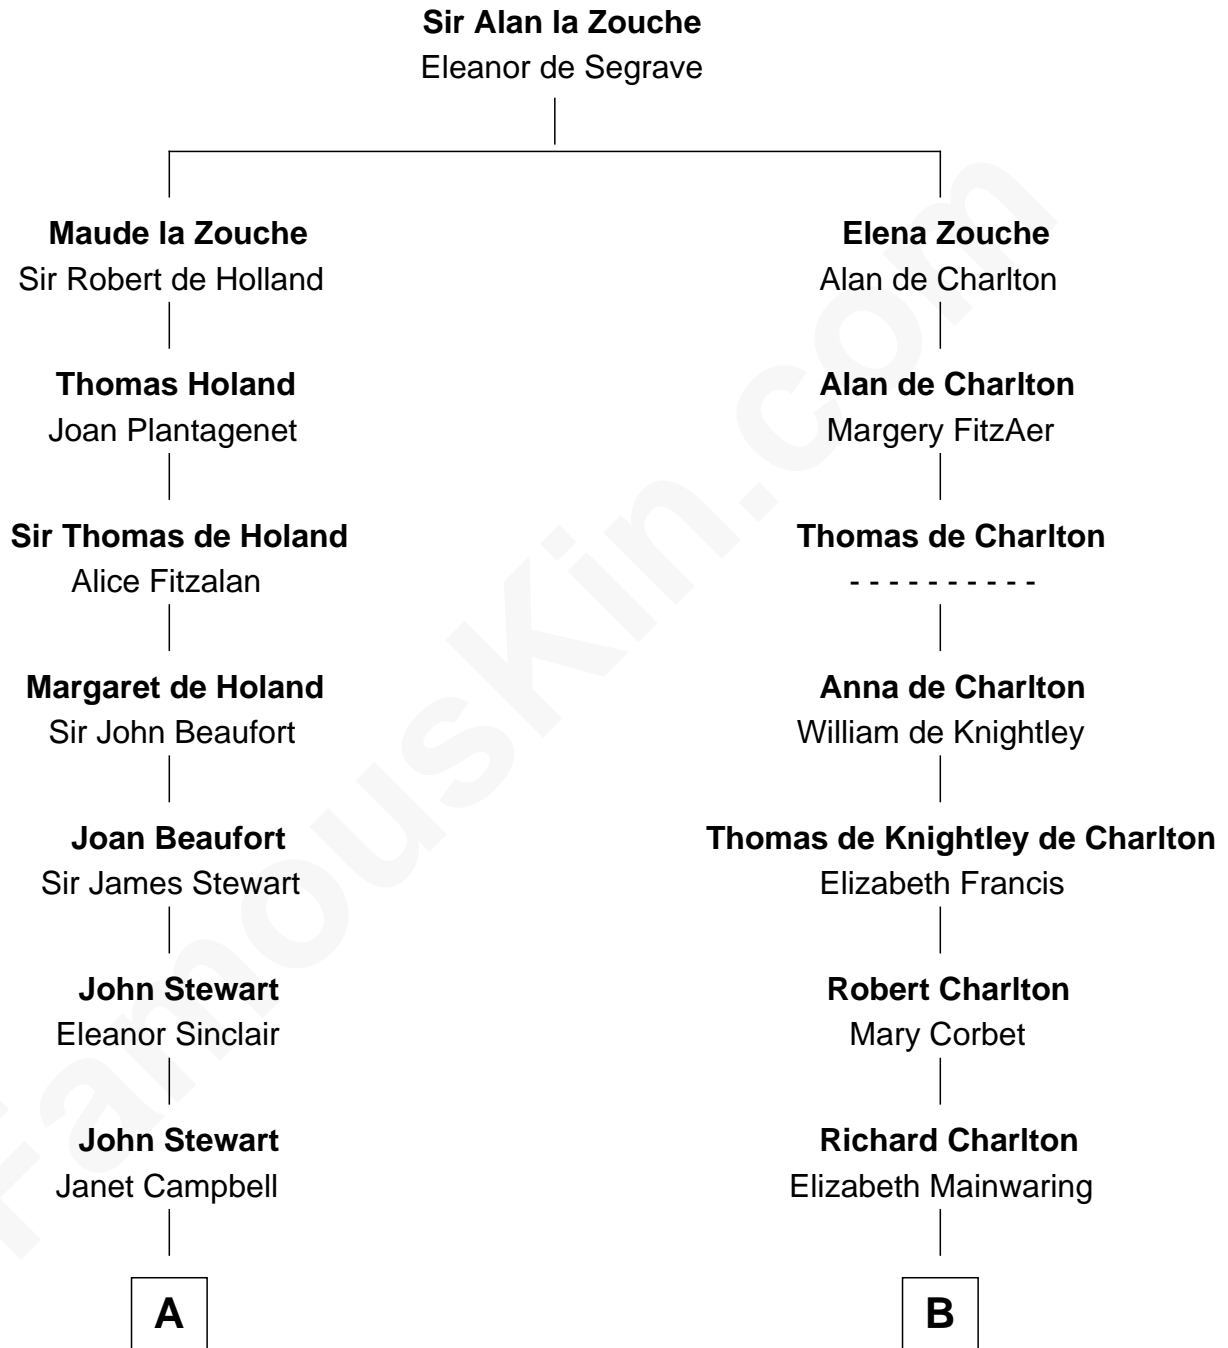 Sir Alan la Zouche
Eleanor de Segrave
Maude la Zouche
Sir Robert de Holland
Elena Zouche
Alan de Charlton
Thomas Holand
Joan Plantagenet
Alan de Charlton
Margery FitzAer
Sir Thomas de Holand
Alice Fitzalan
Thomas de Charlton
- - - - - - - - - -
Margaret de Holand
Sir John Beaufort
Anna de Charlton
William de Knightley
Joan Beaufort
Sir James Stewart
Thomas de Knightley de Charlton
Elizabeth Francis
John Stewart
Eleanor Sinclair
Robert Charlton
Mary Corbet
John Stewart
Janet Campbell
Richard Charlton
Elizabeth Mainwaring
A
B
FamousKin.com